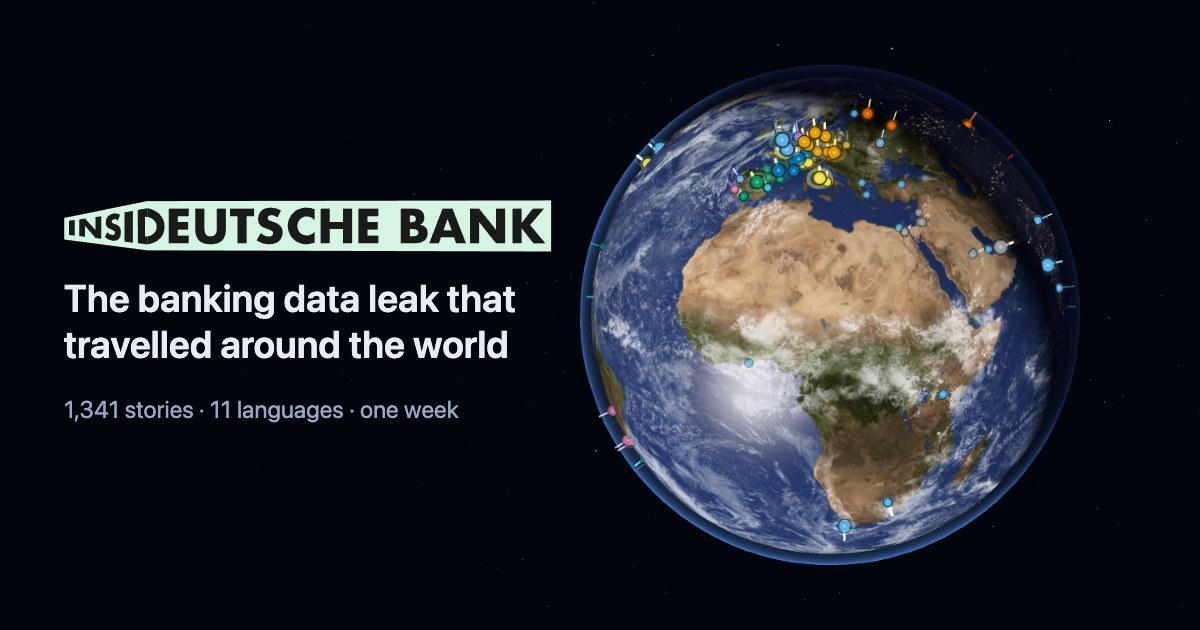 INSIDEUTSCHE BANK
The banking data leak that
travelled around the world
1,341 stories · 11 languages · one week